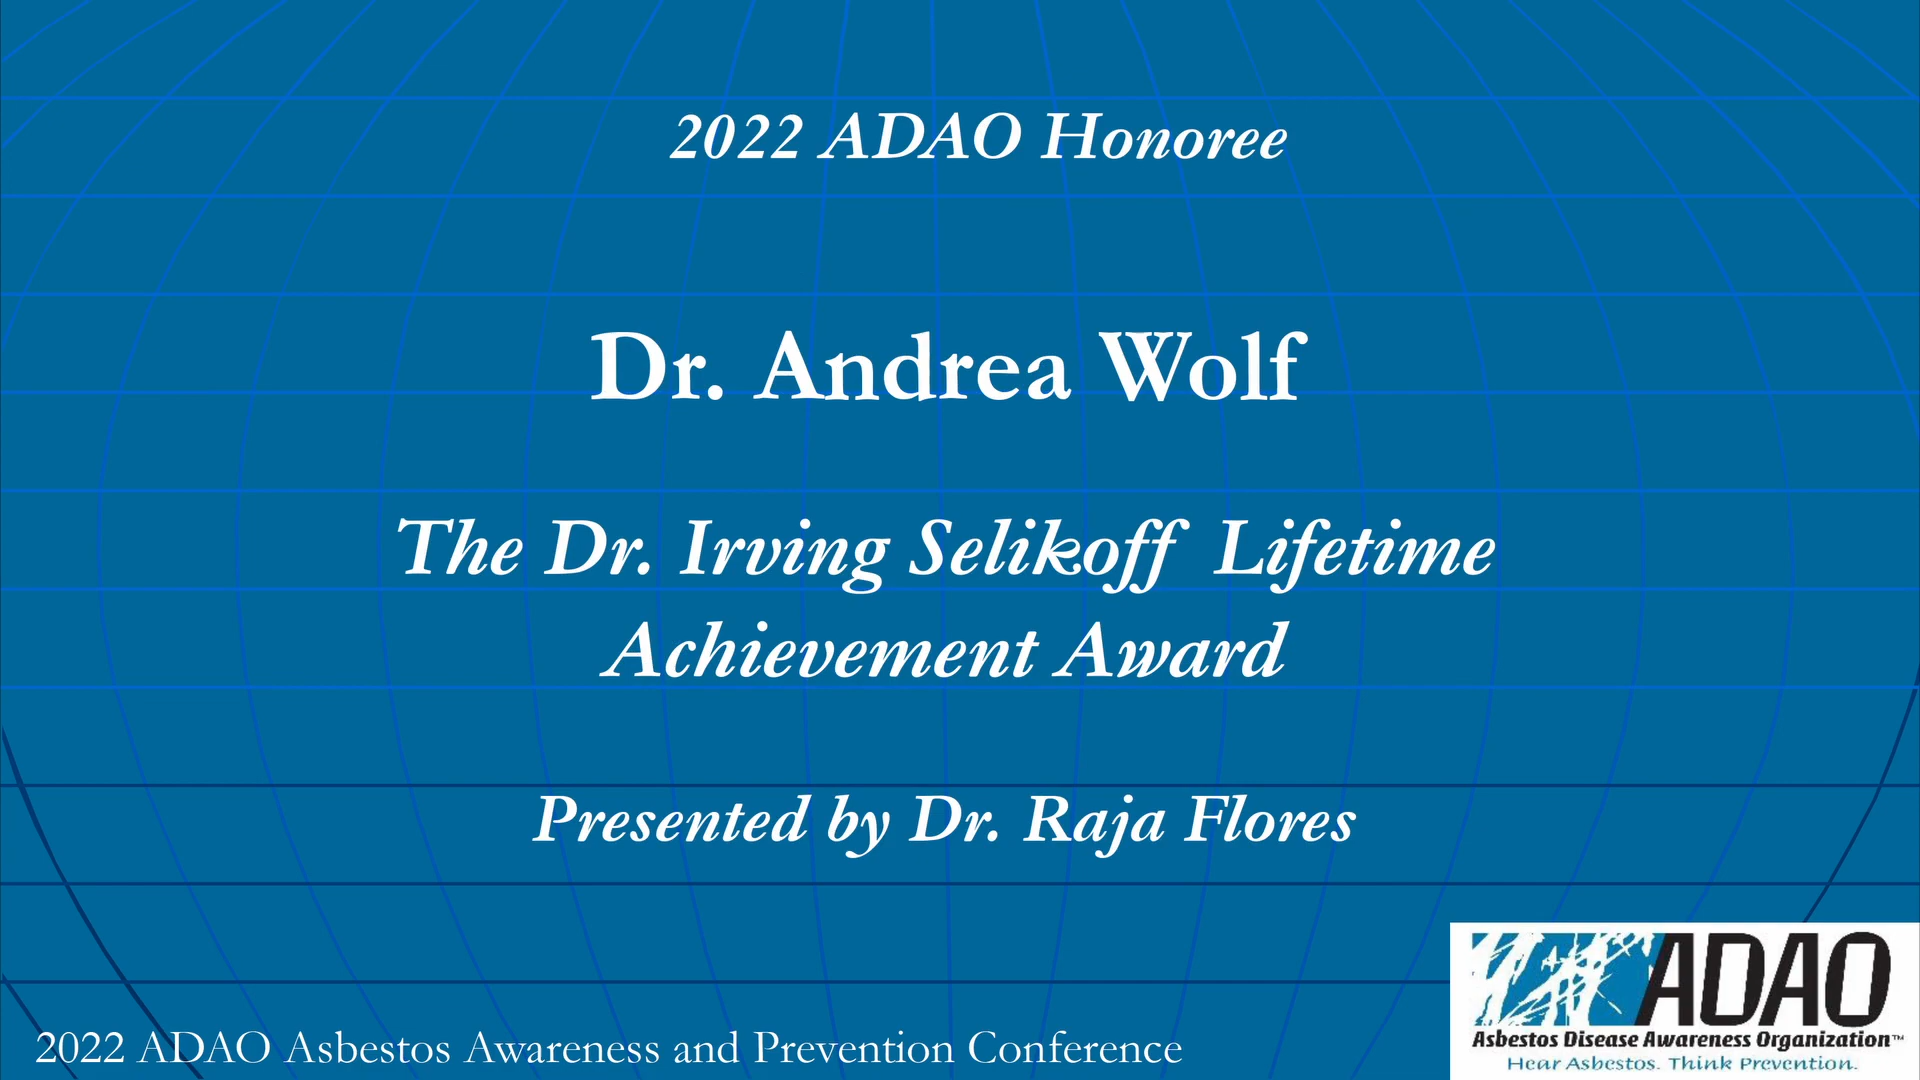 2022 ADAO Honoree
Dr. Andrea Wolf
The Dr. Irving Selikoff Lifetime
Achievement Award
Presented by Dr. Raja Flores
2022 ADAO Asbestos Awareness and Prevention Conference
ADAO
Asbestos Disease Awareness Organization™
Hear Asbestos. Think Prevention.